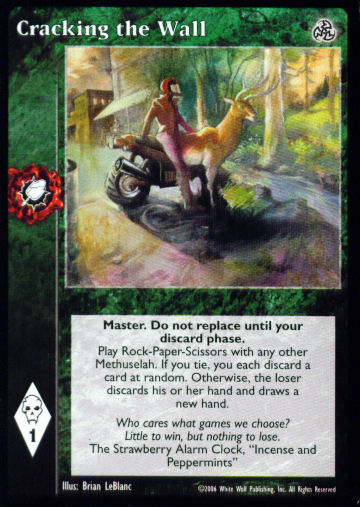 Cracking the Wall
Master. Do not replace until your
discard phase.
Play Rock-Paper-Scissors with any other
Methuselah. If you tie, you each discard a
card at random. Otherwise, the loser
discards his or her hand and draws a
new hand.
Who cares what games we choose?
Little to win, but nothing to lose.
The Strawberry Alarm Clock, "Incense and
Peppermints"
1
Illus: Brian LeBlanc
©2006 White Wolf Publishing, Inc. All Rights Reserved